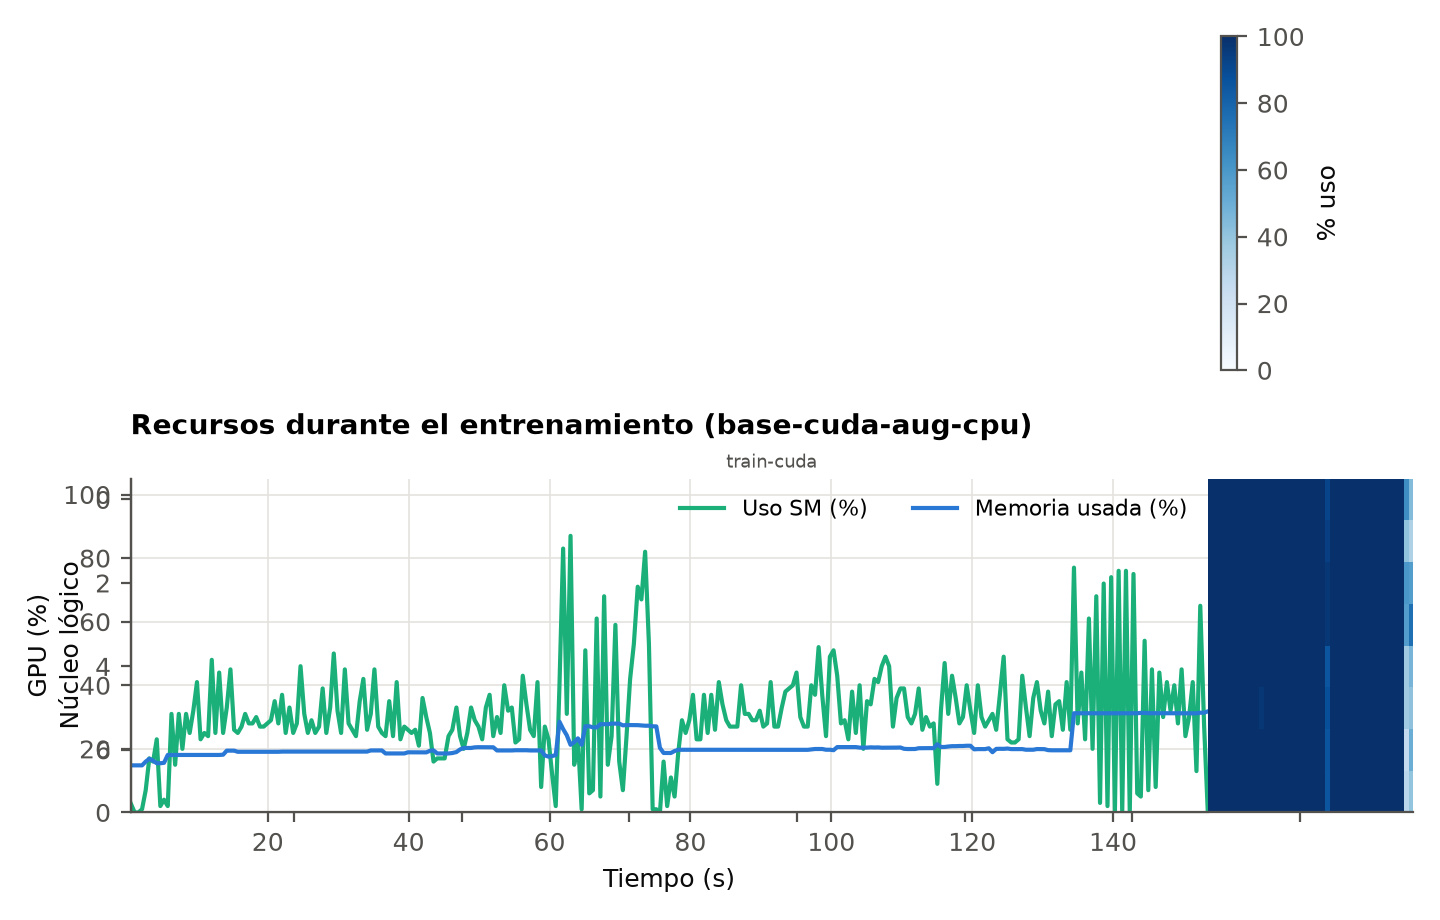 100
80
60
40
20
0
% uso
Recursos durante el entrenamiento (base-cuda-aug-cpu)
train-cuda
Uso SM (%)
Memoria usada (%)
GPU (%)
Núcleo lógico
100
80
60
40
20
0
0
2
4
6
20
40
60
80
100
120
140
Tiempo (s)